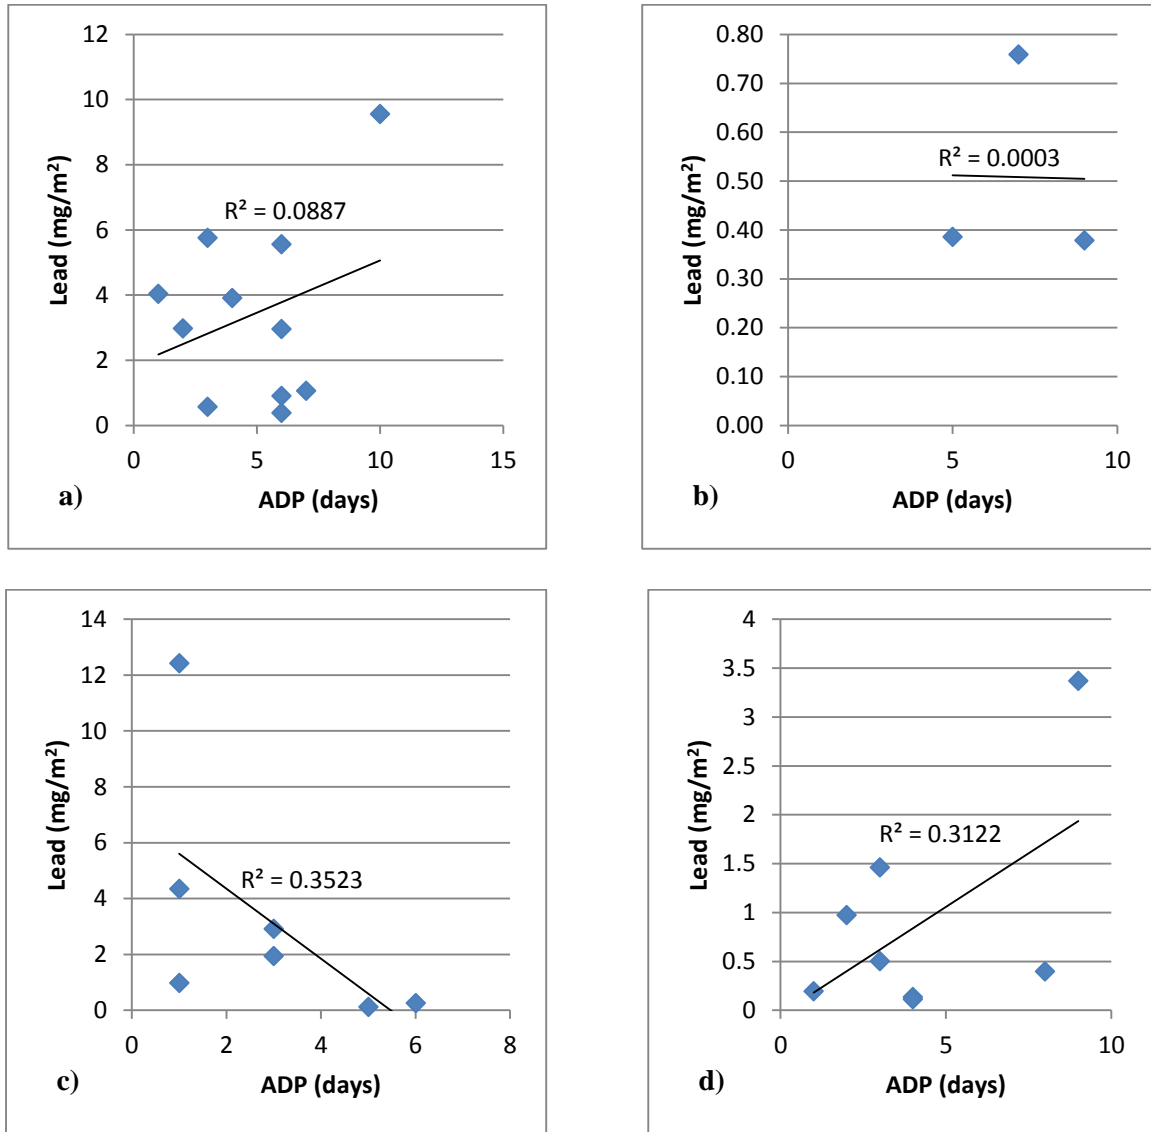 12
10
8
6
4
2
0
Lead (mg/m²)
R² = 0.0887
0 5 10 15
ADP (days)
a)
0.80
0.70
0.60
0.50
0.40
0.30
0.20
0.10
0.00
Lead (mg/m²)
R² = 0.0003
0 5 10
ADP (days)
b)
14
12
10
8
6
4
2
0
Lead (mg/m²)
R² = 0.3523
0 2 4 6 8
ADP (days)
c)
4
3.5
3
2.5
2
1.5
1
0.5
0
Lead (mg/m²)
R² = 0.3122
0 5 10
ADP (days)
d)